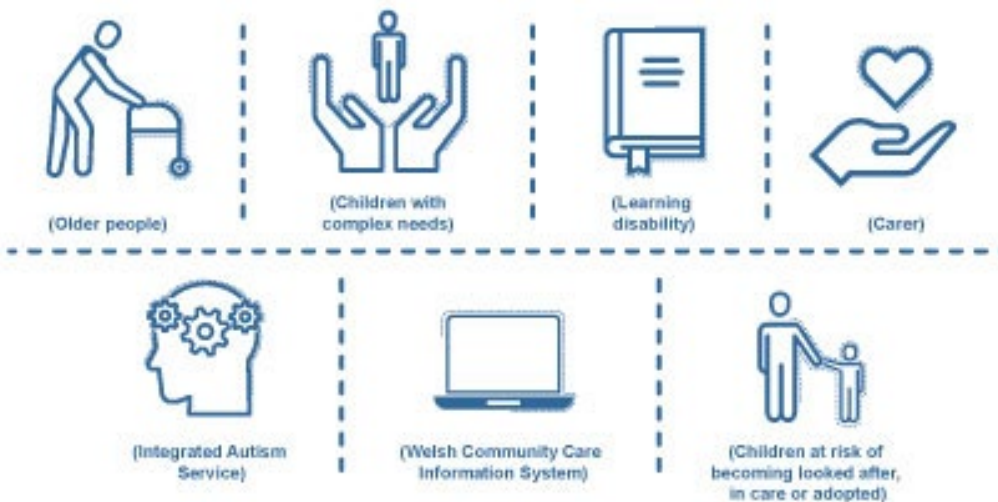 (Older people)
(Children with
complex needs)
(Learning
disability)
(Carer)
(Integrated Autism
Service)
(Welsh Community Care
Information System)
(Children at risk of
becoming looked after,
in care or adopted)